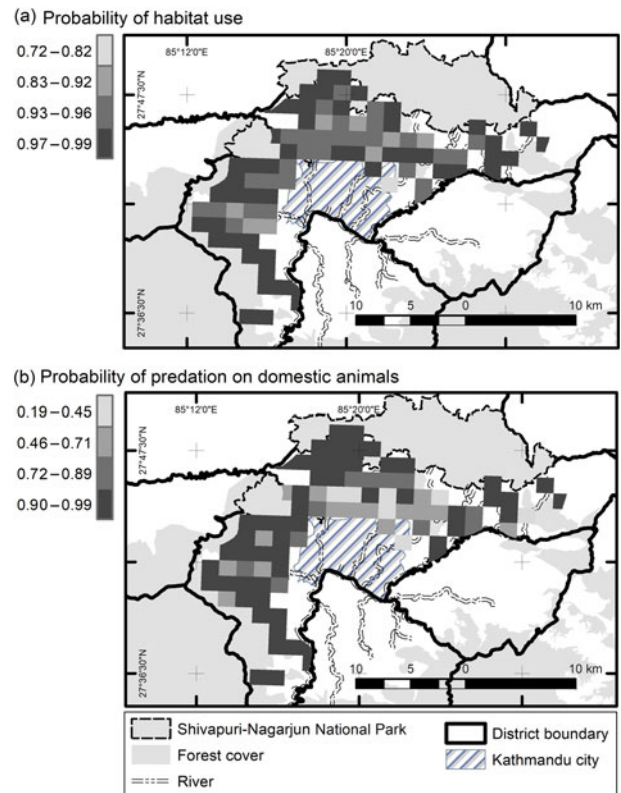 (a) Probability of habitat use
0.72–0.82
0.83–0.92
0.93–0.96
0.97–0.99
85°12'0"E
85°20'0"E
27°47'30"N
27°36'30"N
10 5 0 10 km
(b) Probability of predation on domestic animals
0.19–0.45
0.46–0.71
0.72–0.89
0.90–0.99
85°12'0"E
85°20'0"E
27°47'30"N
27°36'30"N
10 5 0 10 km
Shivapuri-Nagarjun National Park
Forest cover
River
District boundary
Kathmandu city